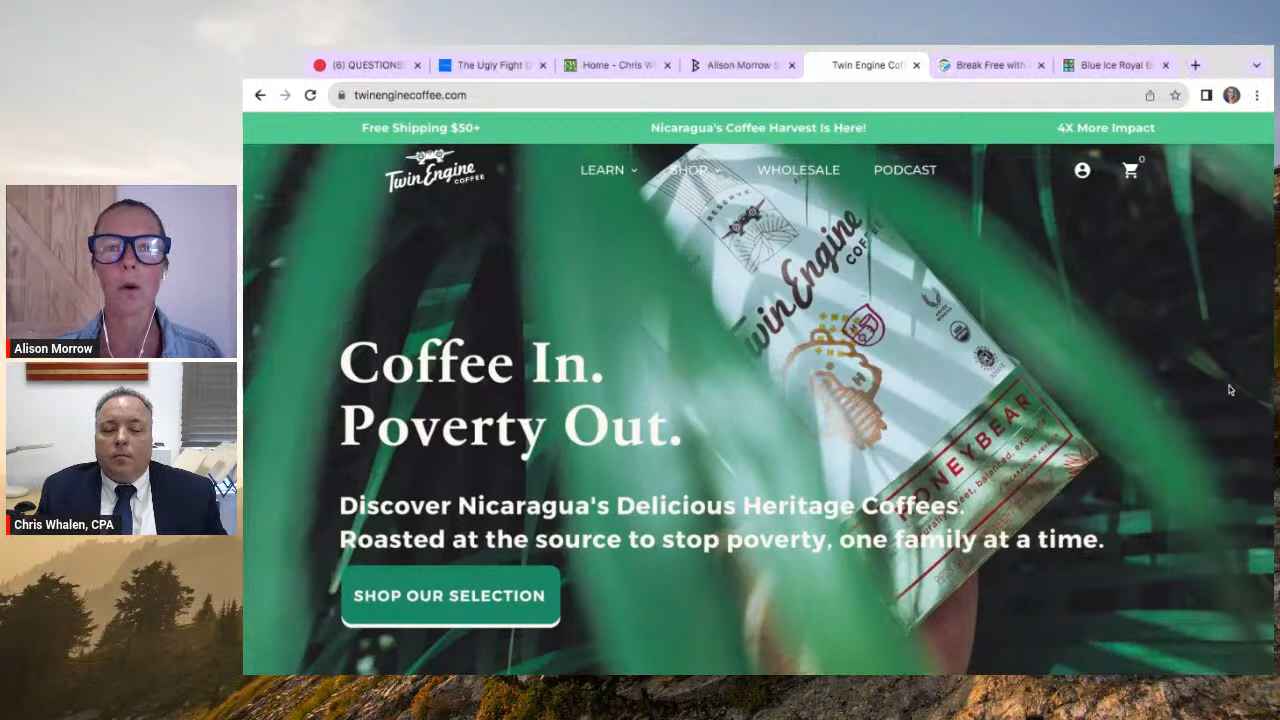 (6) QUESTIONS
The Ugly Fight
Home - Chris W
Alison Morrow S
Twin Engine Cof
Break Free with
Blue Ice Royal B
twinenginecoffee.com
Free Shipping $50+
Nicaragua's Coffee Harvest Is Here!
4X More Impact
Twin Engine
COFFEE
LEARN
SHOP
WHOLESALE
PODCAST
0
RESERVE
Twin Engine
COFFEE
HONEYBEAR
Coffee In.
Poverty Out.
Discover Nicaragua's Delicious Heritage Coffees.
Roasted at the source to stop poverty, one family at a time.
SHOP OUR SELECTION
Alison Morrow
Chris Whalen, CPA